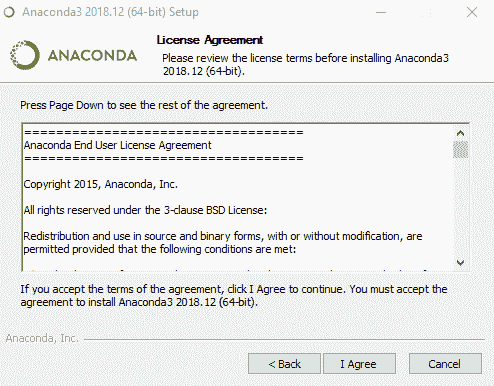 Anaconda3 2018.12 (64-bit) Setup
ANACONDA
License Agreement
Please review the license terms before installing Anaconda3
2018.12 (64-bit).
Press Page Down to see the rest of the agreement.
===================================
Anaconda End User License Agreement
===================================
Copyright 2015, Anaconda, Inc.
All rights reserved under the 3-clause BSD License:
Redistribution and use in source and binary forms, with or without modification, are
permitted provided that the following conditions are met:
If you accept the terms of the agreement, click I Agree to continue. You must accept the
agreement to install Anaconda3 2018.12 (64-bit).
Anaconda, Inc.
< Back
I Agree
Cancel